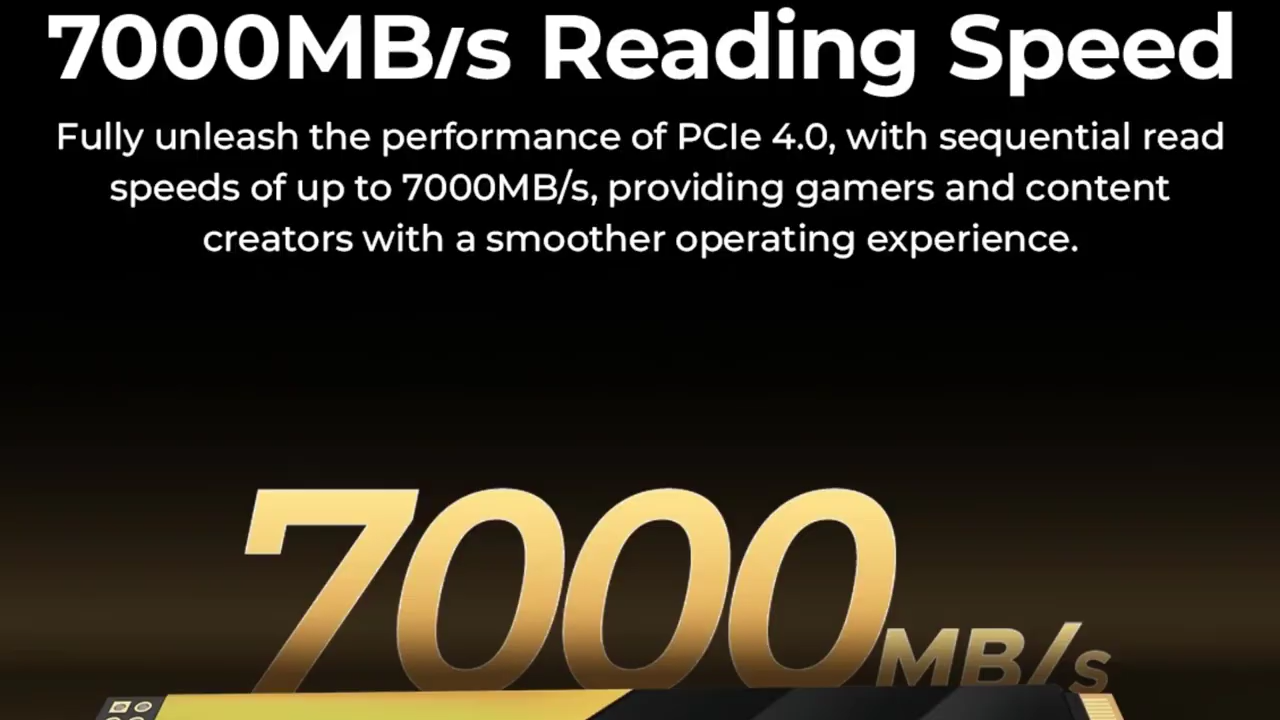 7000MB/s Reading Speed
Fully unleash the performance of PCIe 4.0, with sequential read
speeds of up to 7000MB/s, providing gamers and content
creators with a smoother operating experience.
7000MB/s